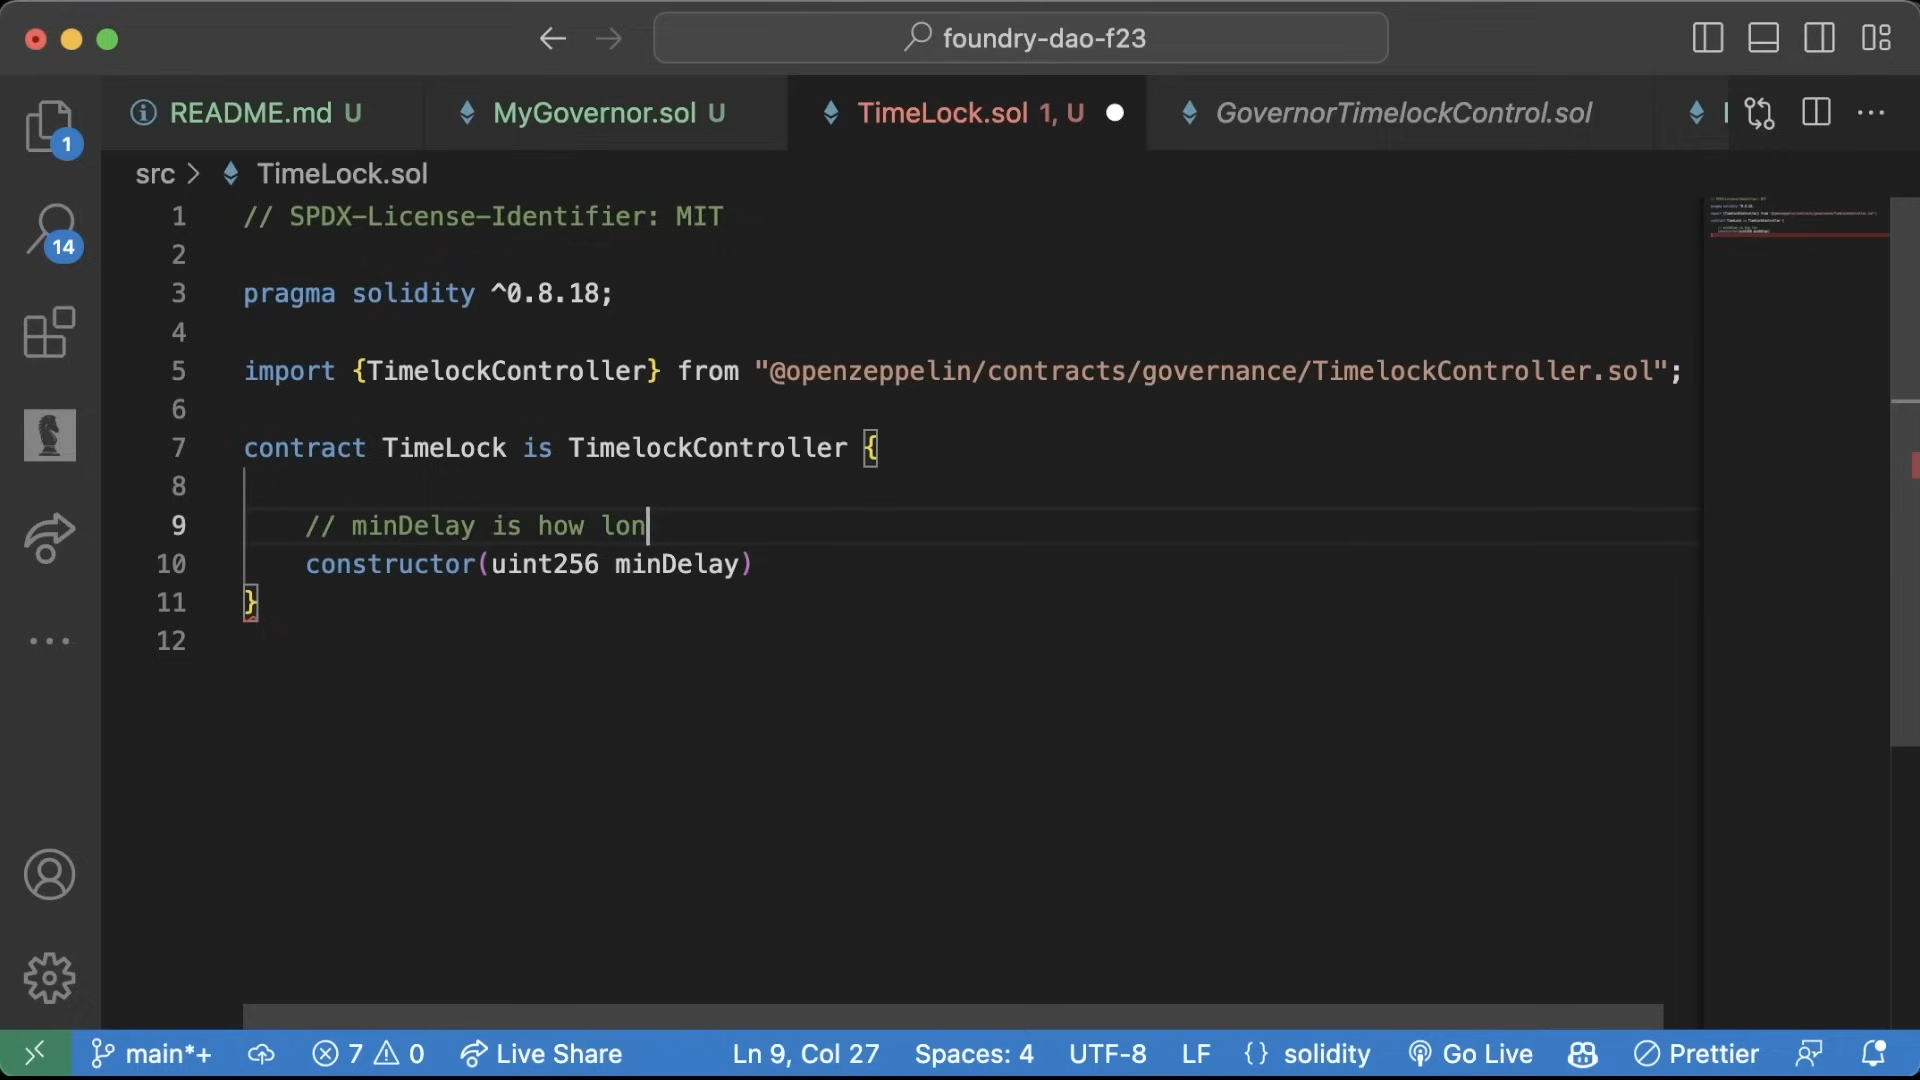 foundry-dao-f23
README.md U
MyGovernor.sol U
TimeLock.sol 1, U
GovernorTimelockControl.sol
1
14
src > TimeLock.sol
1 // SPDX-License-Identifier: MIT
2
3 pragma solidity ^0.8.18;
4
5 import {TimelockController} from "@openzeppelin/contracts/governance/TimelockController.sol";
6
7 contract TimeLock is TimelockController {
8
9 // minDelay is how lon
10 constructor(uint256 minDelay)
11 }
12
main*+ 7 0 Live Share Ln 9, Col 27 Spaces: 4 UTF-8 LF {} solidity Go Live Prettier